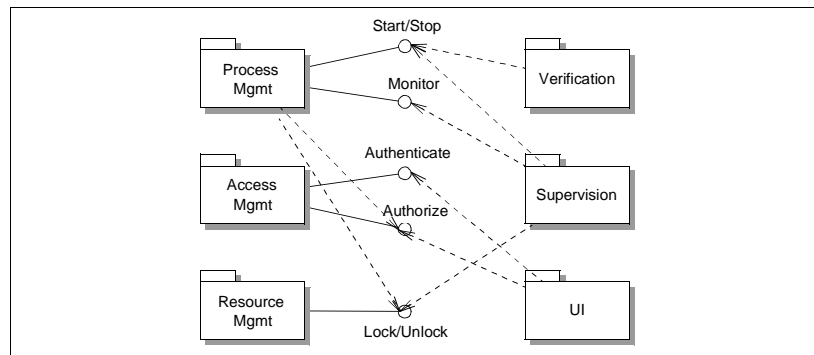 Start/Stop
Process
Mgmt
Verification
Monitor
Authenticate
Access
Mgmt
Supervision
Authorize
Resource
Mgmt
UI
Lock/Unlock